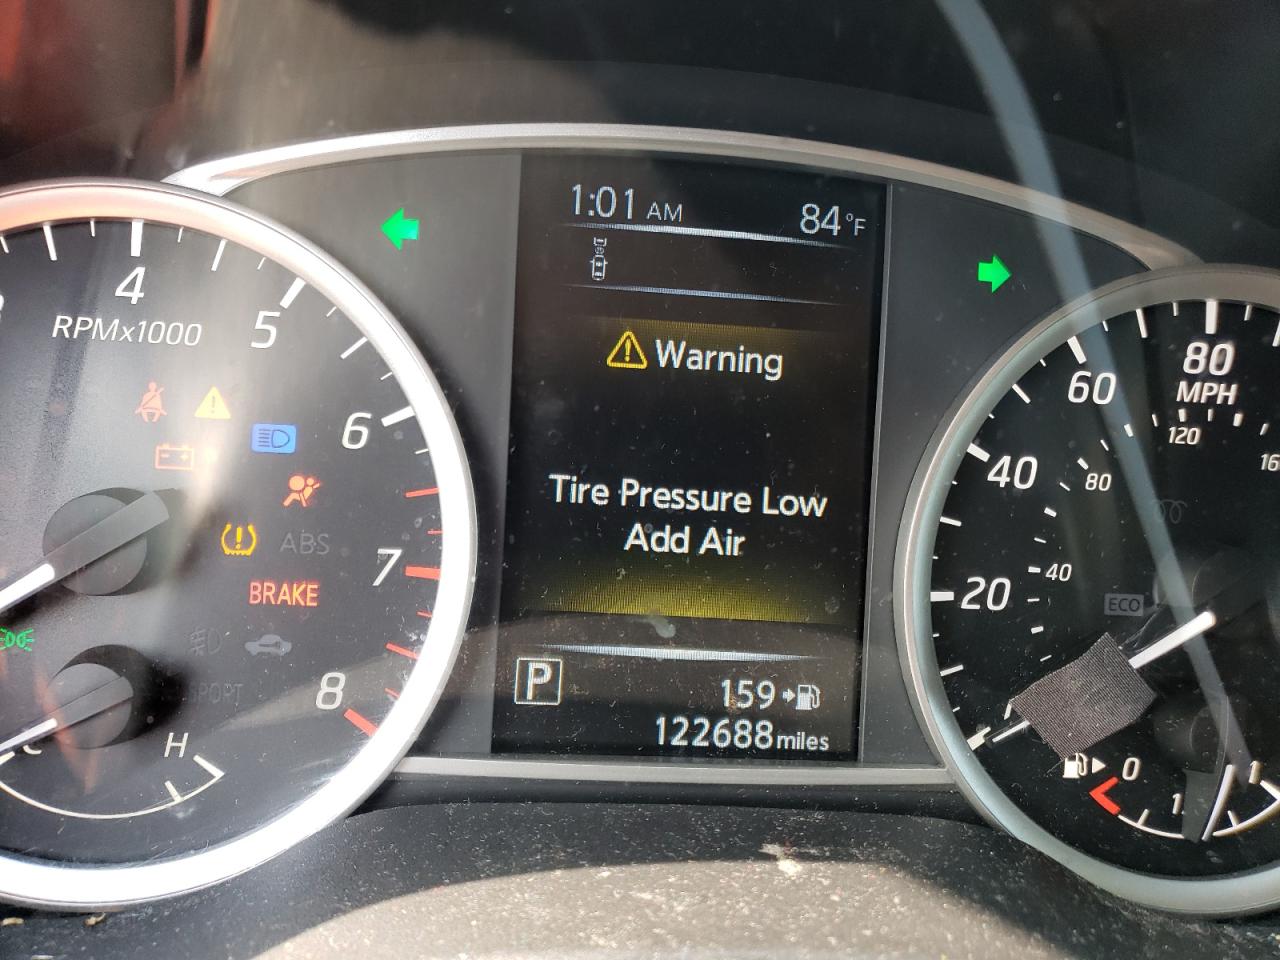 1:01 AM
84°F
Warning
Tire Pressure Low
Add Air
P
159
122688 miles
4
5
6
7
8
RPMx1000
ABS
BRAKE
SPORT
C
H
80
MPH
60
40
20
120
80
40
ECO
0
1